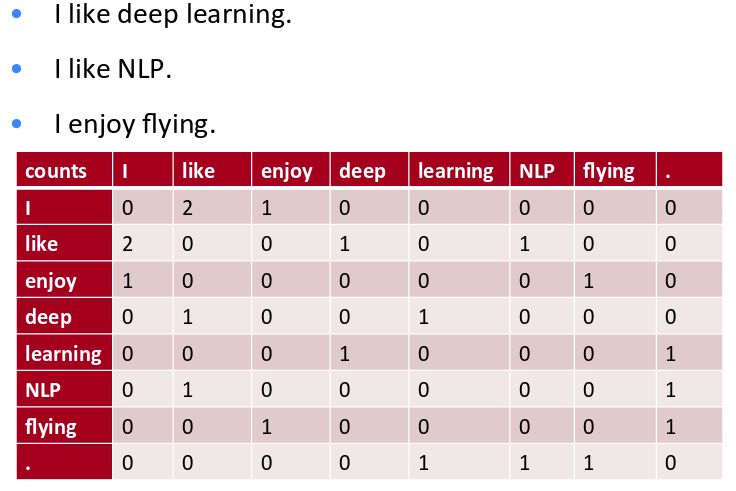 • I like deep learning.
• I like NLP.
• I enjoy flying.
counts I like enjoy deep learning NLP flying .
I 0 2 1 0 0 0 0 0
like 2 0 0 1 0 1 0 0
enjoy 1 0 0 0 0 0 1 0
deep 0 1 0 0 1 0 0 0
learning 0 0 0 1 0 0 0 1
NLP 0 1 0 0 0 0 0 1
flying 0 0 1 0 0 0 0 1
. 0 0 0 0 1 1 1 0